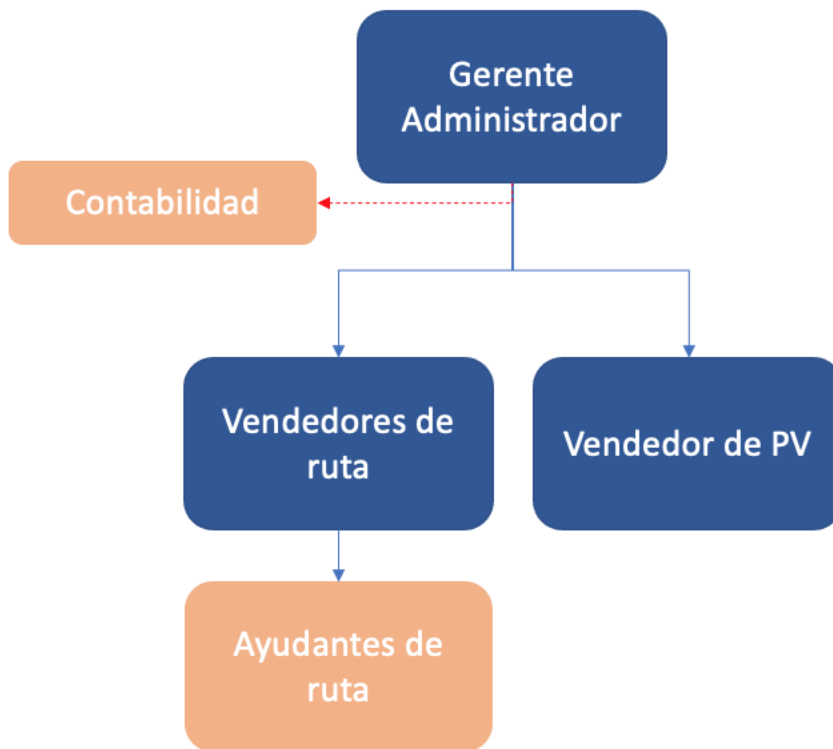 Gerente
Administrador
Contabilidad
Vendedores de
ruta
Vendedor de PV
Ayudantes de
ruta